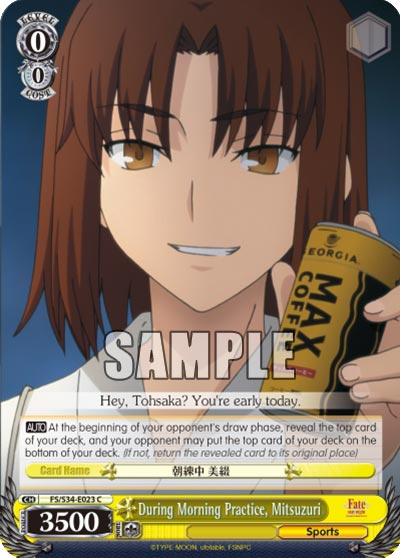 LEVEL
0
0
COST
GEORGIA
MAX
COFFEE
SAMPLE
Hey, Tohsaka? You're early today.
AUTO At the beginning of your opponent's draw phase, reveal the top card
of your deck, and your opponent may put the top card of your deck on the
bottom of your deck. (If not, return the revealed card to its original place)
Card Name 朝練中 美綴
CH FS/S34-E023 C
POWER 3500
During Morning Practice, Mitsuzuri
Fate
Sports
©TYPE-MOON, ufotable, FSNPC